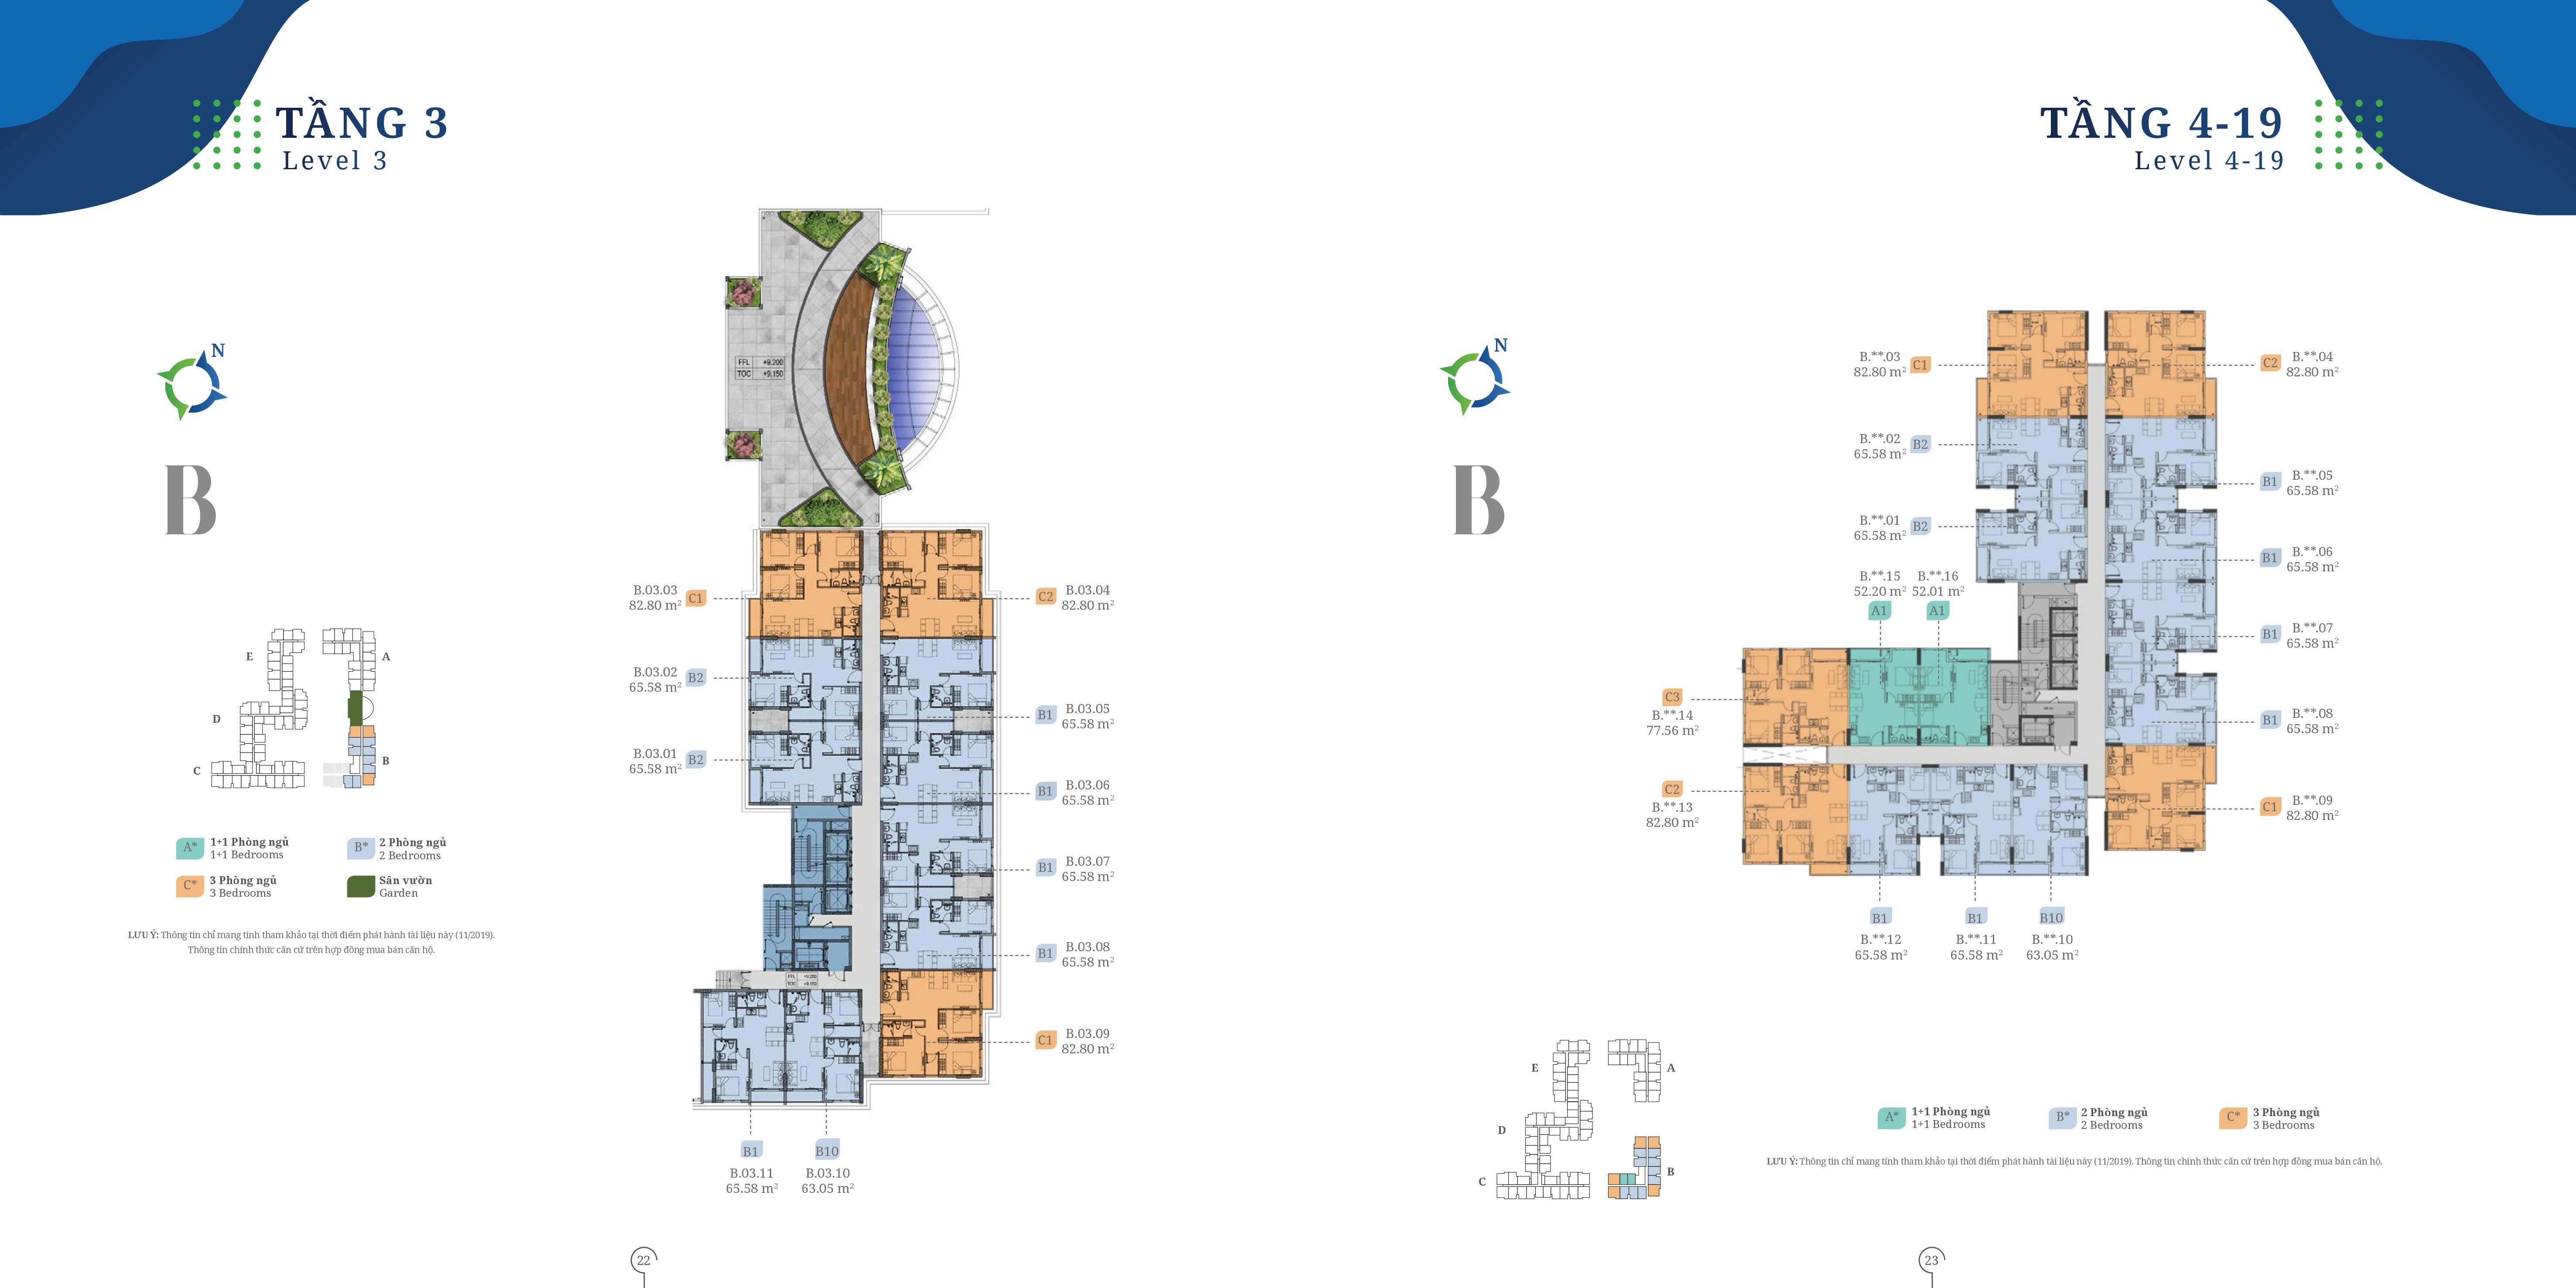 TẦNG 3
Level 3
N
B
FFL +9.200
TOC +9.150
B.03.03
82.80 m²
C1
C2
B.03.04
82.80 m²
B.03.02
65.58 m²
B2
B1
B.03.05
65.58 m²
B.03.01
65.58 m²
B2
B1
B.03.06
65.58 m²
B1
B.03.07
65.58 m²
B1
B.03.08
65.58 m²
FFL +9.200
TOC +9.150
C1
B.03.09
82.80 m²
B1
B.03.11
65.58 m²
B10
B.03.10
63.05 m²
E
A
D
B
C
A*
1+1 Phòng ngủ
1+1 Bedrooms
B*
2 Phòng ngủ
2 Bedrooms
C*
3 Phòng ngủ
3 Bedrooms
Sân vườn
Garden
LƯU Ý: Thông tin chỉ mang tính tham khảo tại thời điểm phát hành tài liệu này (11/2019).
Thông tin chính thức căn cứ trên hợp đồng mua bán căn hộ.
22
TẦNG 4-19
Level 4-19
N
B
B.**.03
82.80 m²
C1
C2
B.**.04
82.80 m²
B.**.02
65.58 m²
B2
B1
B.**.05
65.58 m²
B.**.01
65.58 m²
B2
B1
B.**.06
65.58 m²
B.**.15
52.20 m²
A1
B.**.16
52.01 m²
A1
B1
B.**.07
65.58 m²
C3
B.**.14
77.56 m²
B1
B.**.08
65.58 m²
C2
B.**.13
82.80 m²
C1
B.**.09
82.80 m²
B1
B.**.12
65.58 m²
B1
B.**.11
65.58 m²
B10
B.**.10
63.05 m²
E
A
D
B
C
A*
1+1 Phòng ngủ
1+1 Bedrooms
B*
2 Phòng ngủ
2 Bedrooms
C*
3 Phòng ngủ
3 Bedrooms
LƯU Ý: Thông tin chỉ mang tính tham khảo tại thời điểm phát hành tài liệu này (11/2019). Thông tin chính thức căn cứ trên hợp đồng mua bán căn hộ.
23